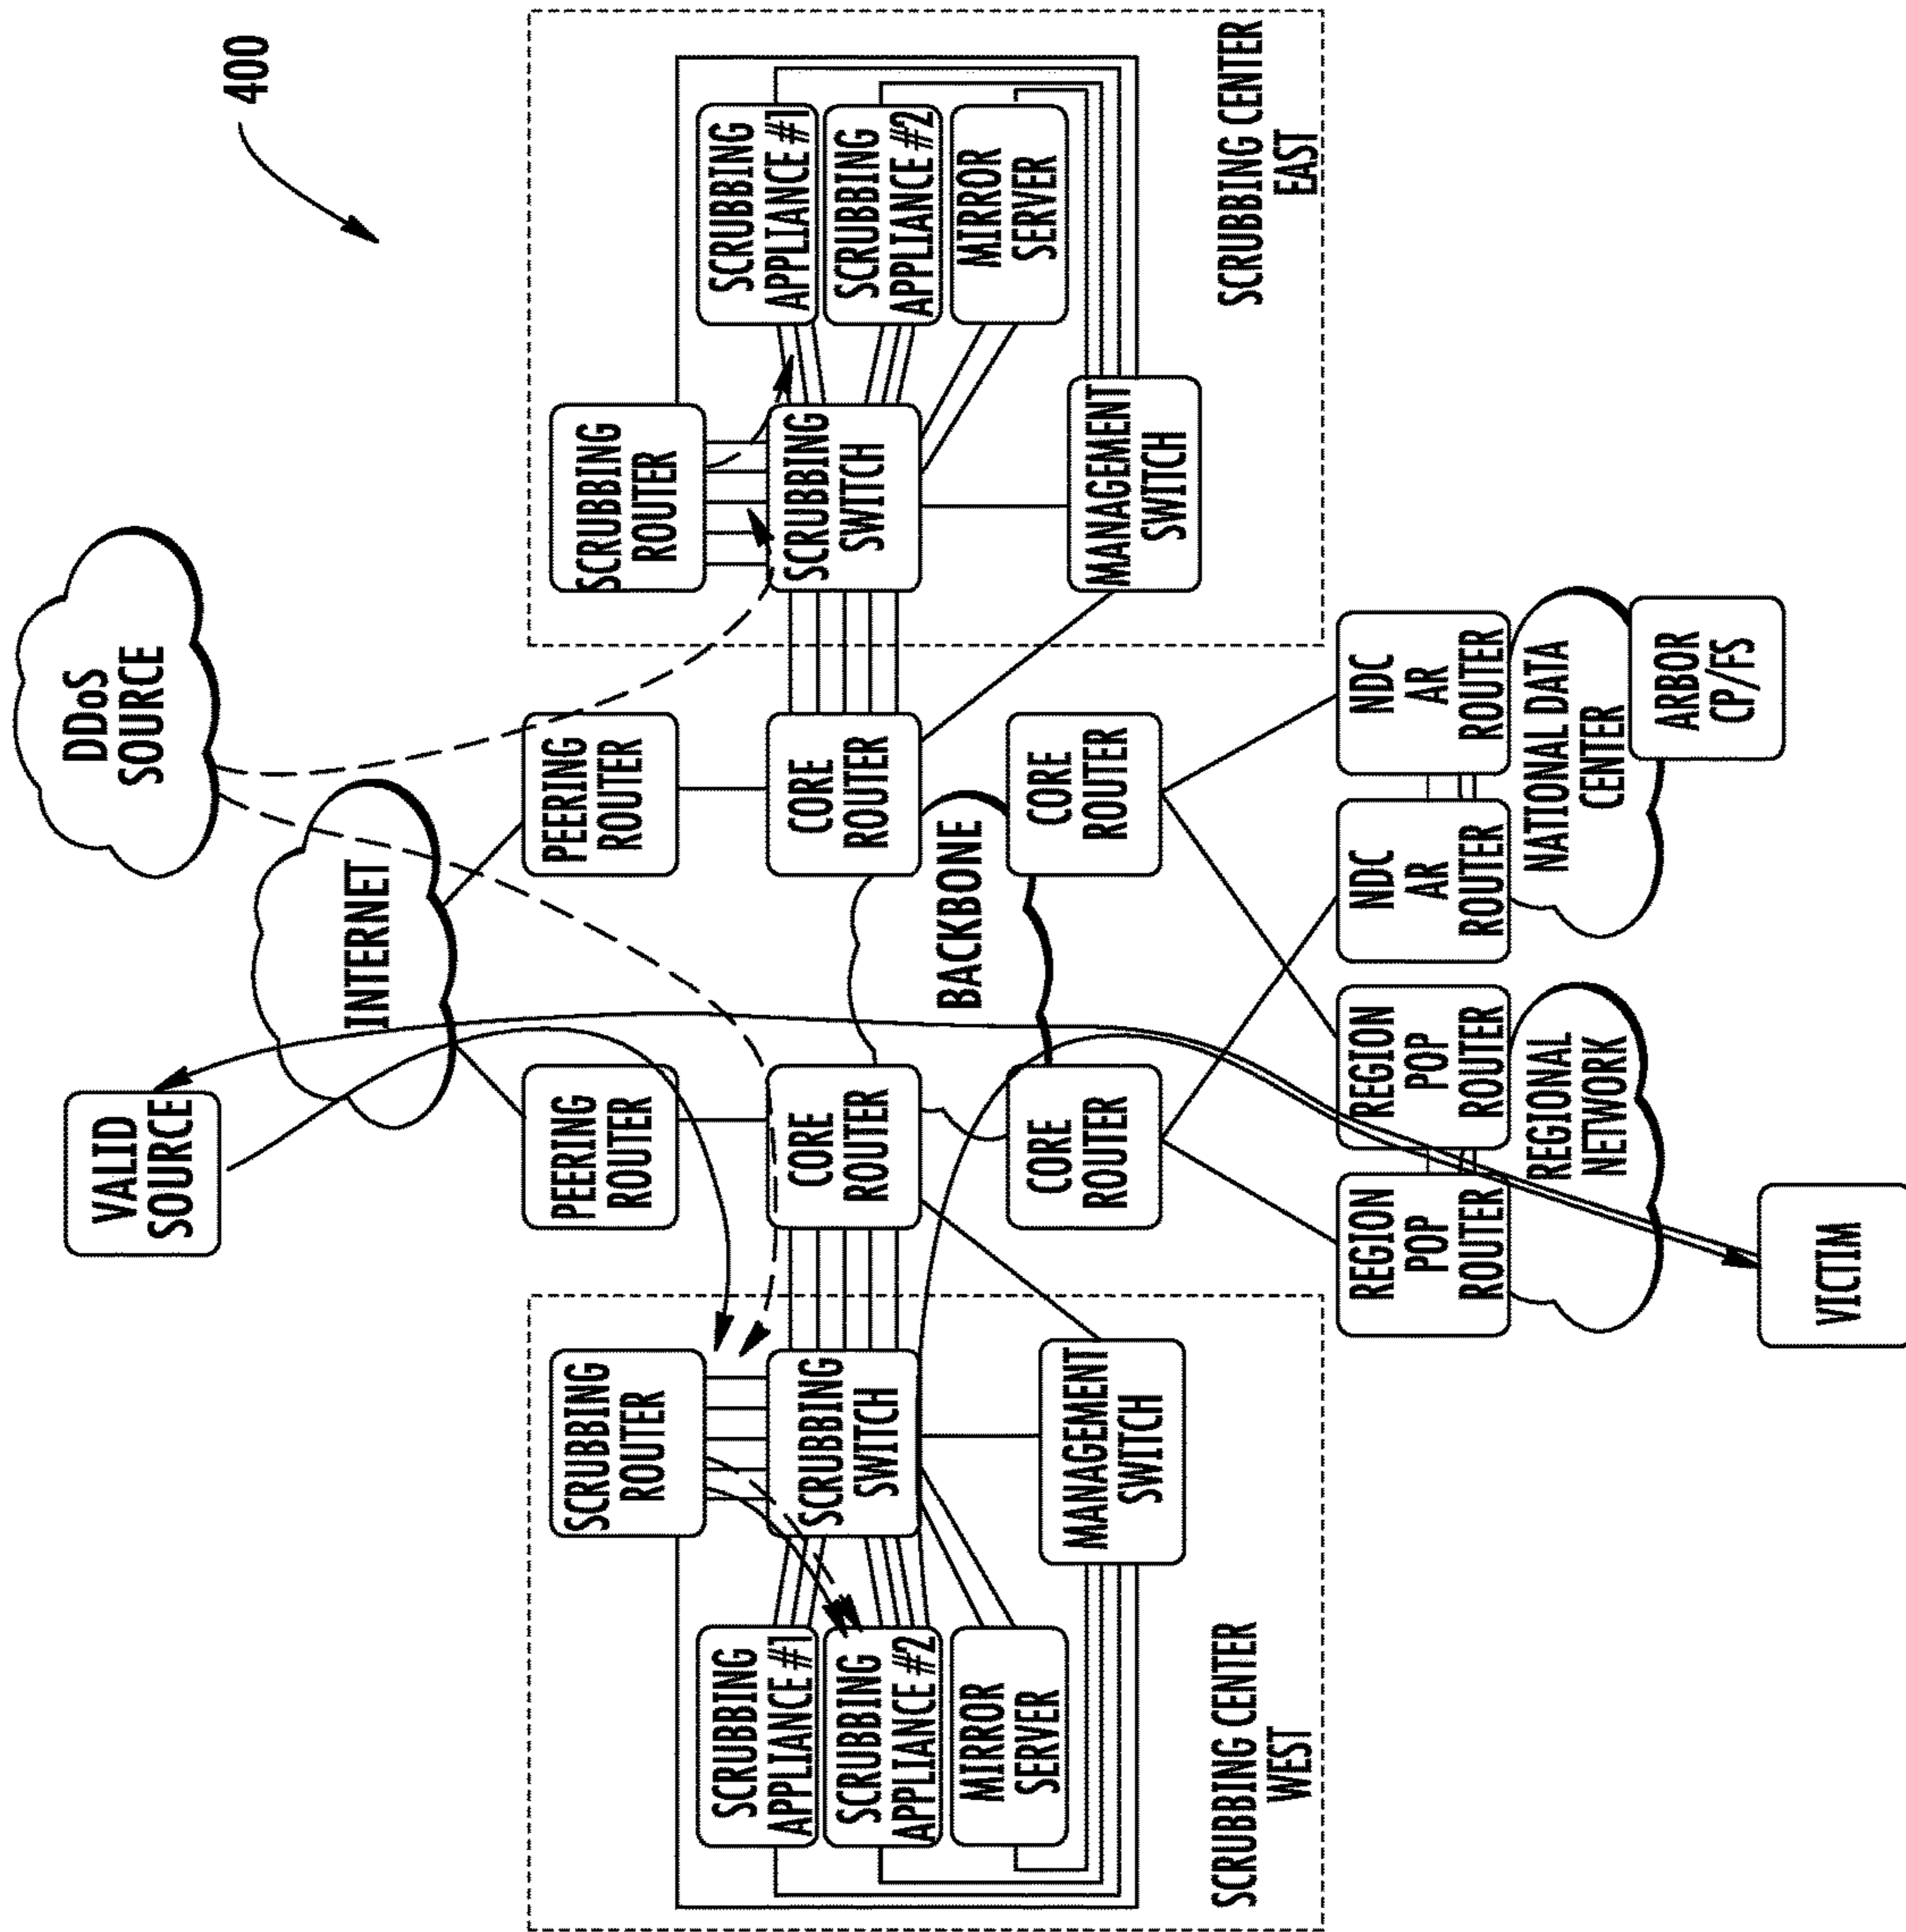 400
DDoS
SOURCE
VALID
SOURCE
INTERNET
PEERING
ROUTER
PEERING
ROUTER
SCRUBBING
ROUTER
SCRUBBING
APPLIANCE #1
SCRUBBING
APPLIANCE #2
MIRROR
SERVER
SCRUBBING
SWITCH
MANAGEMENT
SWITCH
SCRUBBING CENTER
WEST
CORE
ROUTER
CORE
ROUTER
BACKBONE
CORE
ROUTER
CORE
ROUTER
SCRUBBING
ROUTER
SCRUBBING
SWITCH
SCRUBBING
APPLIANCE #1
SCRUBBING
APPLIANCE #2
MIRROR
SERVER
MANAGEMENT
SWITCH
SCRUBBING CENTER
EAST
REGION
POP
ROUTER
REGION
POP
ROUTER
REGIONAL
NETWORK
NDC
AR
ROUTER
NDC
AR
ROUTER
NATIONAL DATA
CENTER
ARBOR
CP/FS
VICTIM